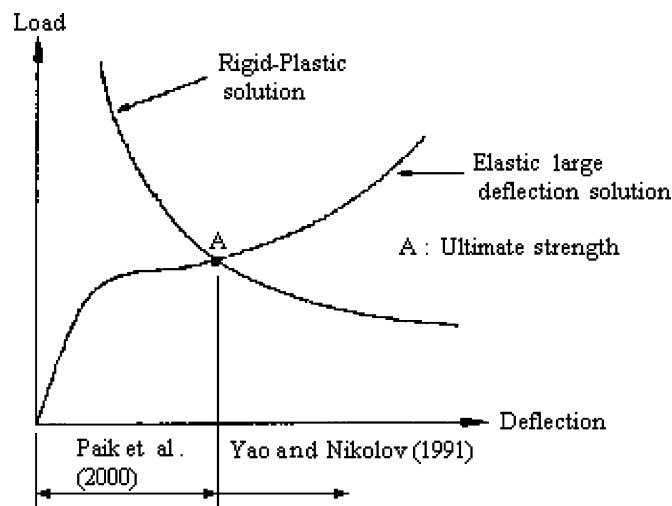 Load
Rigid-Plastic
solution
Elastic large
deflection solution
A
A : Ultimate strength
Deflection
Paik et al.
(2000)
Yao and Nikolov (1991)